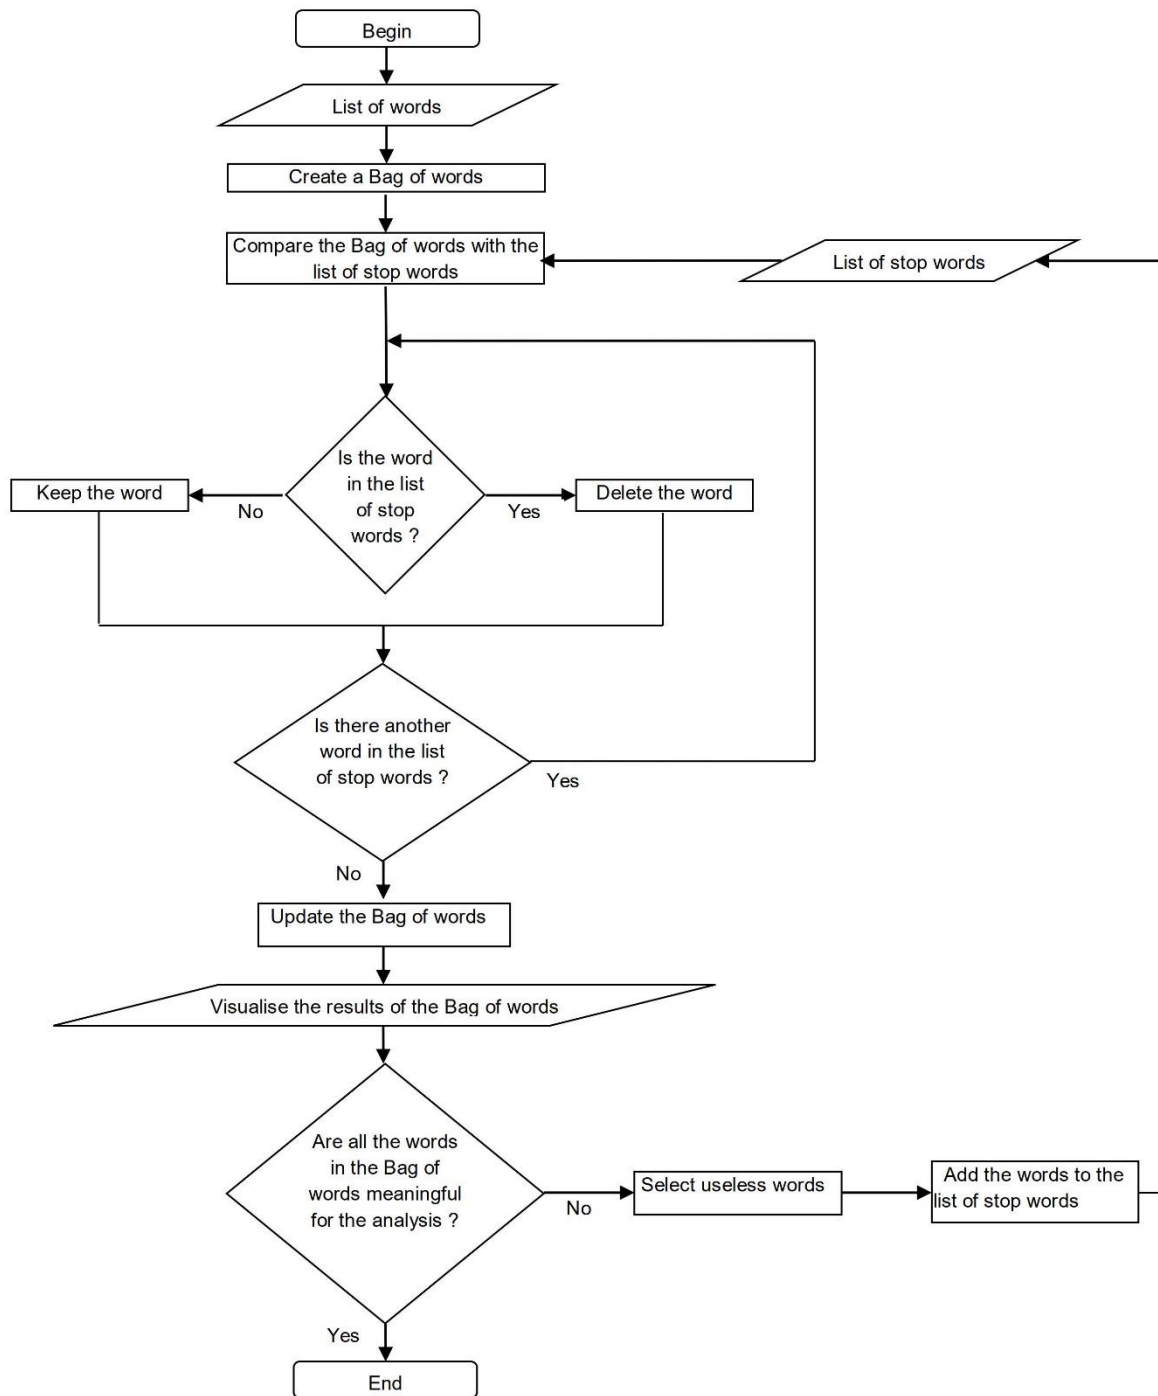 Begin
List of words
Create a Bag of words
Compare the Bag of words with the
list of stop words
List of stop words
Is the word
in the list
of stop
words ?
Keep the word
No
Yes
Delete the word
Is there another
word in the list
of stop words ?
Yes
No
Update the Bag of words
Visualise the results of the Bag of words
Are all the words
in the Bag of
words meaningful
for the analysis ?
No
Select useless words
Add the words to the
list of stop words
Yes
End